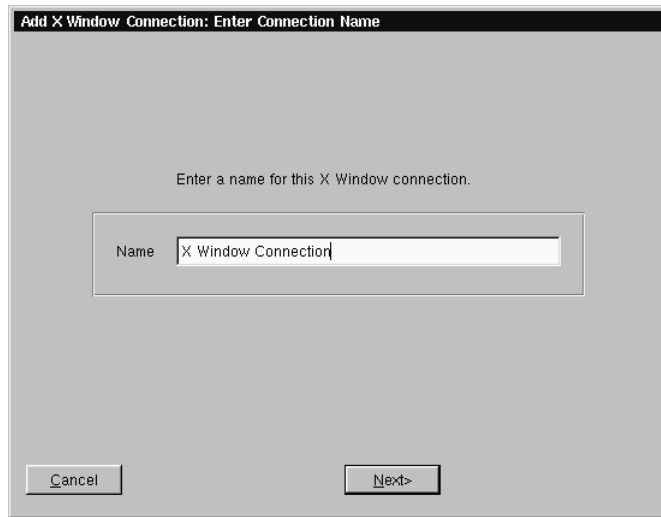 Add X Window Connection: Enter Connection Name
Enter a name for this X Window connection.
Name X Window Connection
Cancel Next>